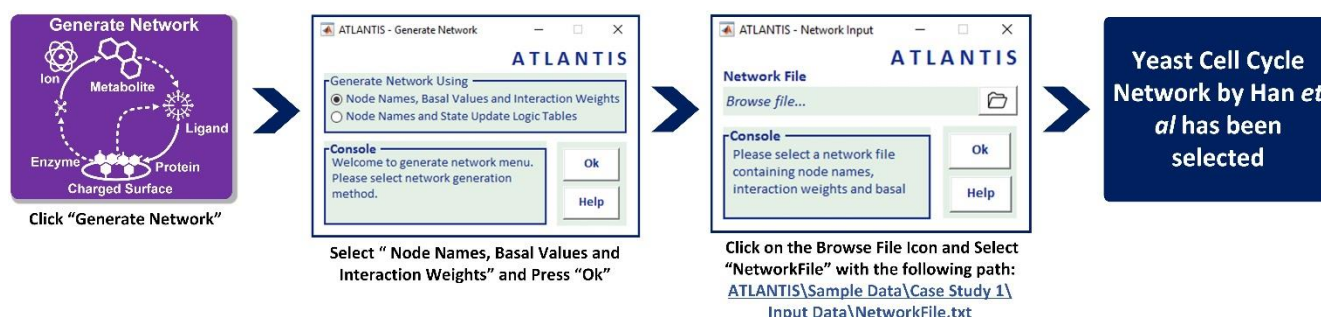 Generate Network
Ion
Metabolite
Ligand
Enzyme
Protein
Charged Surface
Click “Generate Network”
ATLANTIS - Generate Network
ATLANTIS
Generate Network Using
Node Names, Basal Values and Interaction Weights
Node Names and State Update Logic Tables
Console
Welcome to generate network menu.
Please select network generation
method.
Ok
Help
Select “ Node Names, Basal Values and
Interaction Weights” and Press “Ok”
ATLANTIS - Network Input
ATLANTIS
Network File
Browse file...
Console
Please select a network file
containing node names,
interaction weights and basal
Ok
Help
Click on the Browse File Icon and Select
“NetworkFile” with the following path:
ATLANTIS\Sample Data\Case Study 1\
Input Data\NetworkFile.txt
Yeast Cell Cycle
Network by Han et
al has been
selected